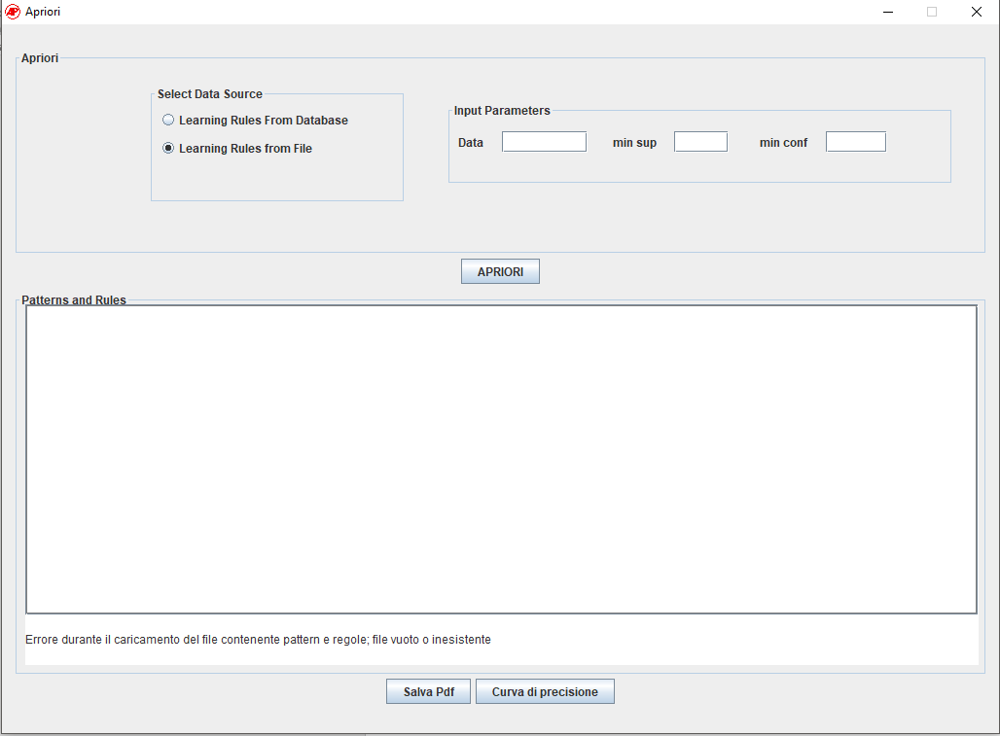 Apriori
Apriori
Select Data Source
Learning Rules From Database
Learning Rules from File
Input Parameters
Data
min sup
min conf
APRIORI
Patterns and Rules
Errore durante il caricamento del file contenente pattern e regole; file vuoto o inesistente
Salva Pdf
Curva di precisione